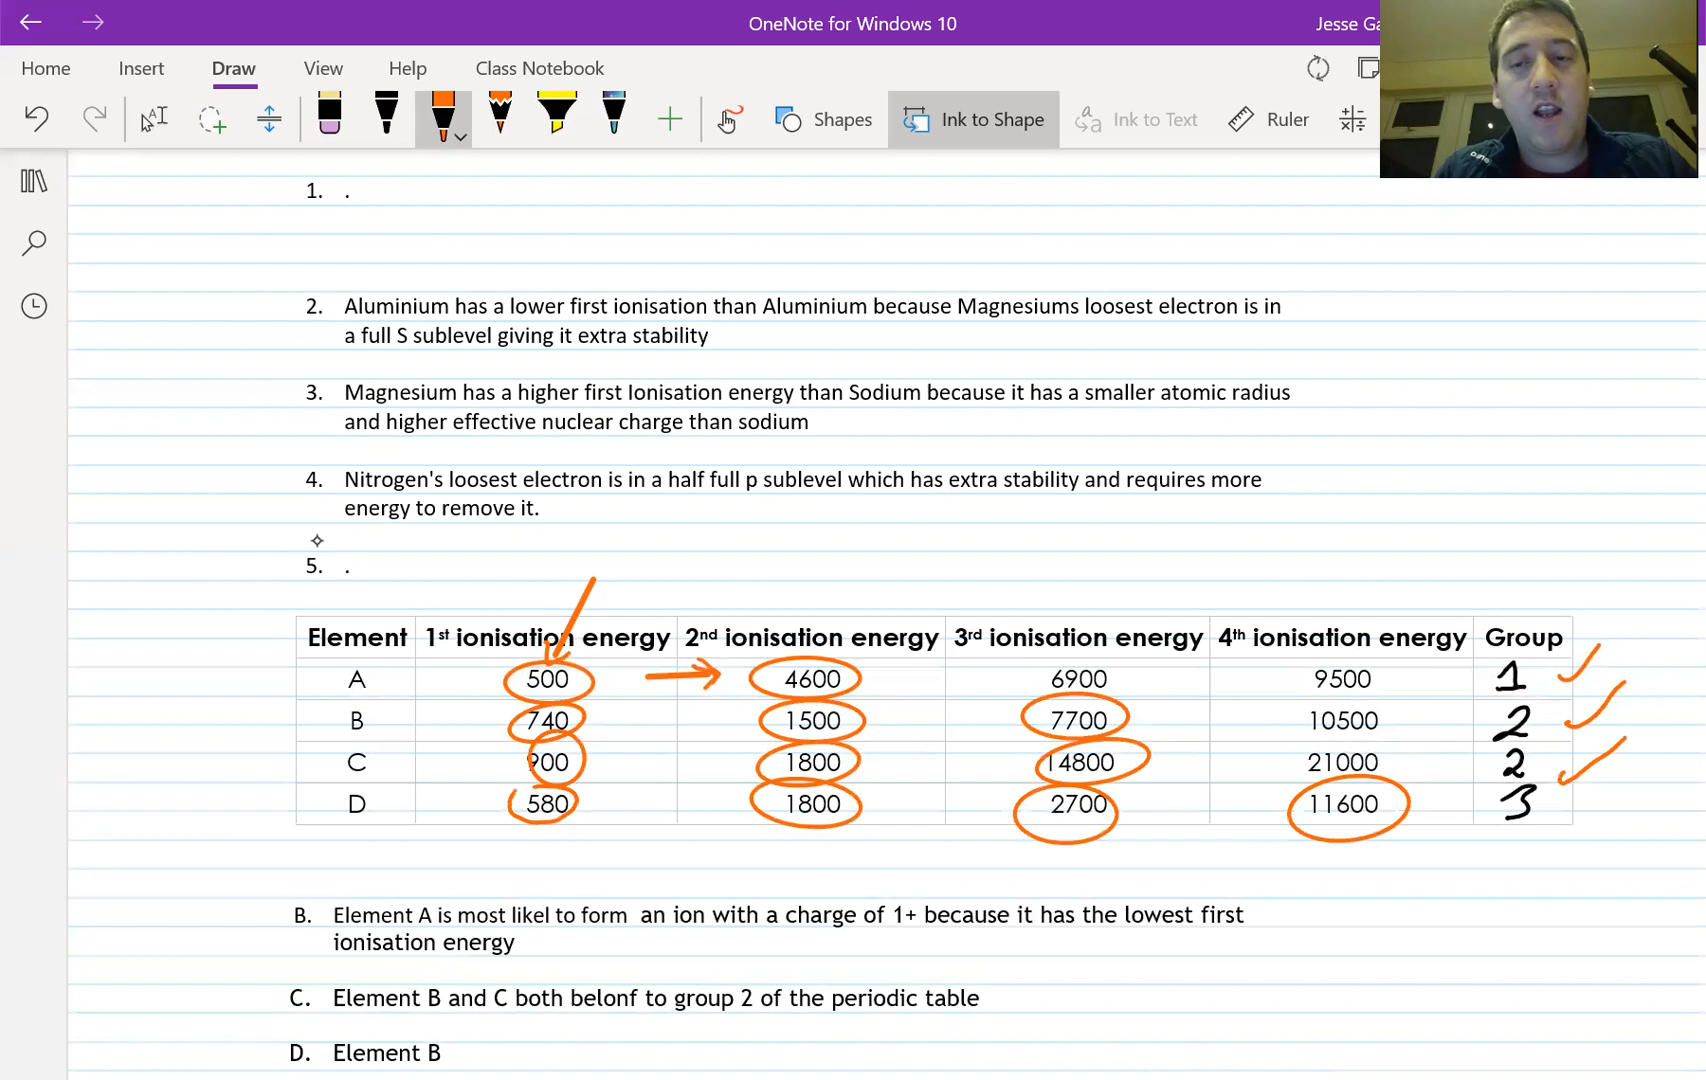 OneNote for Windows 10
Jesse Ga
Home Insert Draw View Help Class Notebook
Shapes Ink to Shape Ink to Text Ruler
1. .
2. Aluminium has a lower first ionisation than Aluminium because Magnesiums loosest electron is in
a full S sublevel giving it extra stability
3. Magnesium has a higher first Ionisation energy than Sodium because it has a smaller atomic radius
and higher effective nuclear charge than sodium
4. Nitrogen's loosest electron is in a half full p sublevel which has extra stability and requires more
energy to remove it.
5. .
Element 1st ionisation energy 2nd ionisation energy 3rd ionisation energy 4th ionisation energy Group
A 500 4600 6900 9500 1
B 740 1500 7700 10500 2
C 900 1800 14800 21000 2
D 580 1800 2700 11600 3
B. Element A is most likel to form an ion with a charge of 1+ because it has the lowest first
ionisation energy
C. Element B and C both belonf to group 2 of the periodic table
D. Element B